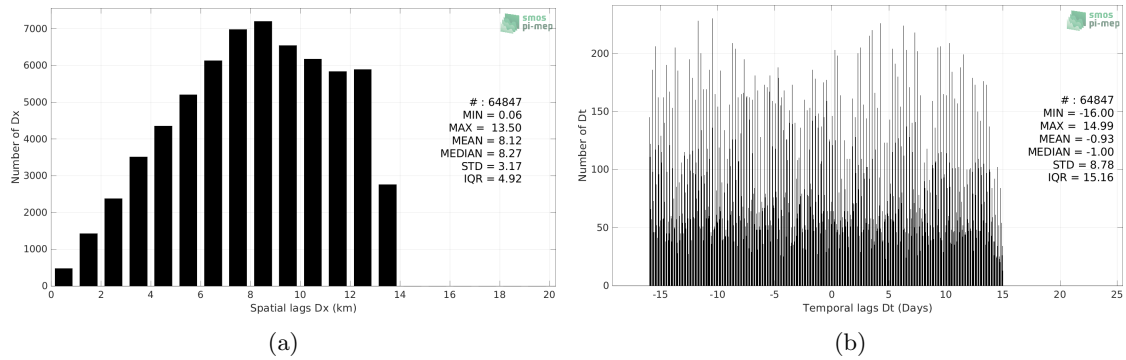 smos
pi-mep
7000
6000
5000
4000
3000
2000
1000
0
Number of Dx
# : 64847
MIN = 0.06
MAX = 13.50
MEAN = 8.12
MEDIAN = 8.27
STD = 3.17
IQR = 4.92
0 2 4 6 8 10 12 14 16 18 20
Spatial lags Dx (km)
(a)
smos
pi-mep
200
150
100
50
0
Number of Dt
# : 64847
MIN = -16.00
MAX = 14.99
MEAN = -0.93
MEDIAN = -1.00
STD = 8.78
IQR = 15.16
-15 -10 -5 0 5 10 15 20 25
Temporal lags Dt (Days)
(b)